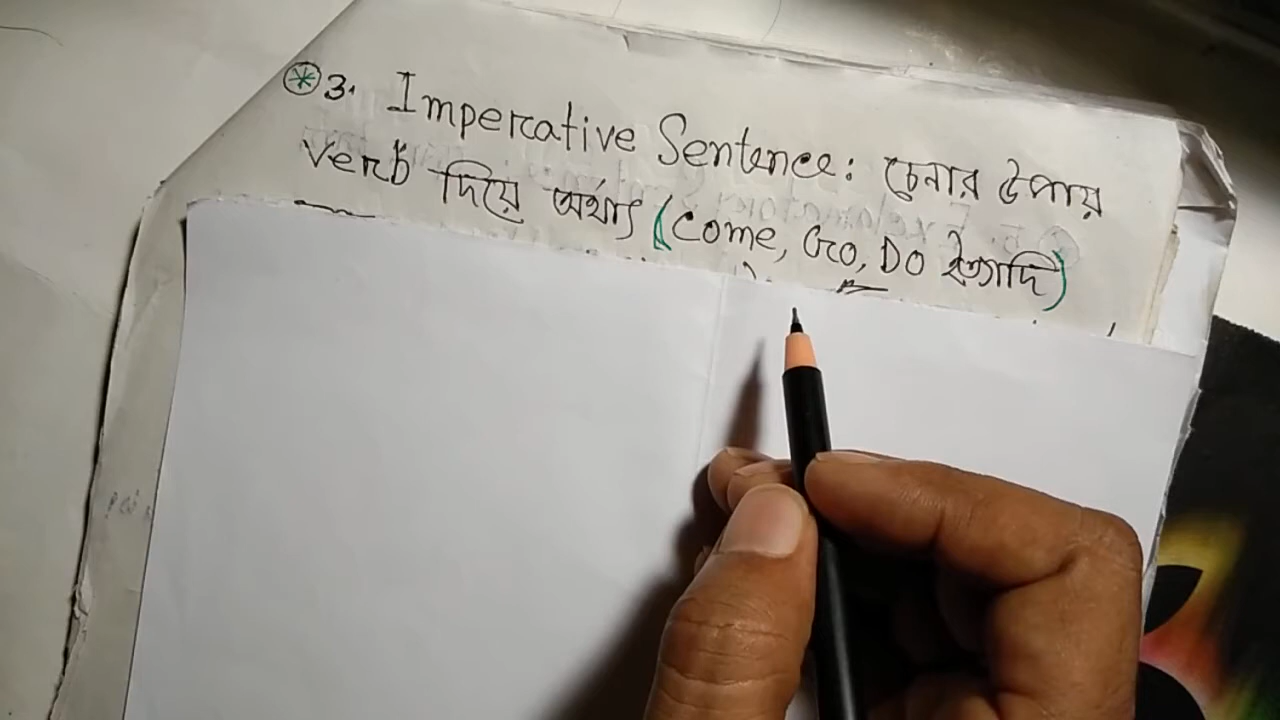 3. Imperative Sentence: চেনার উপায়
Verb দিয়ে অর্থাৎ (Come, Go, Do ইত্যাদি)